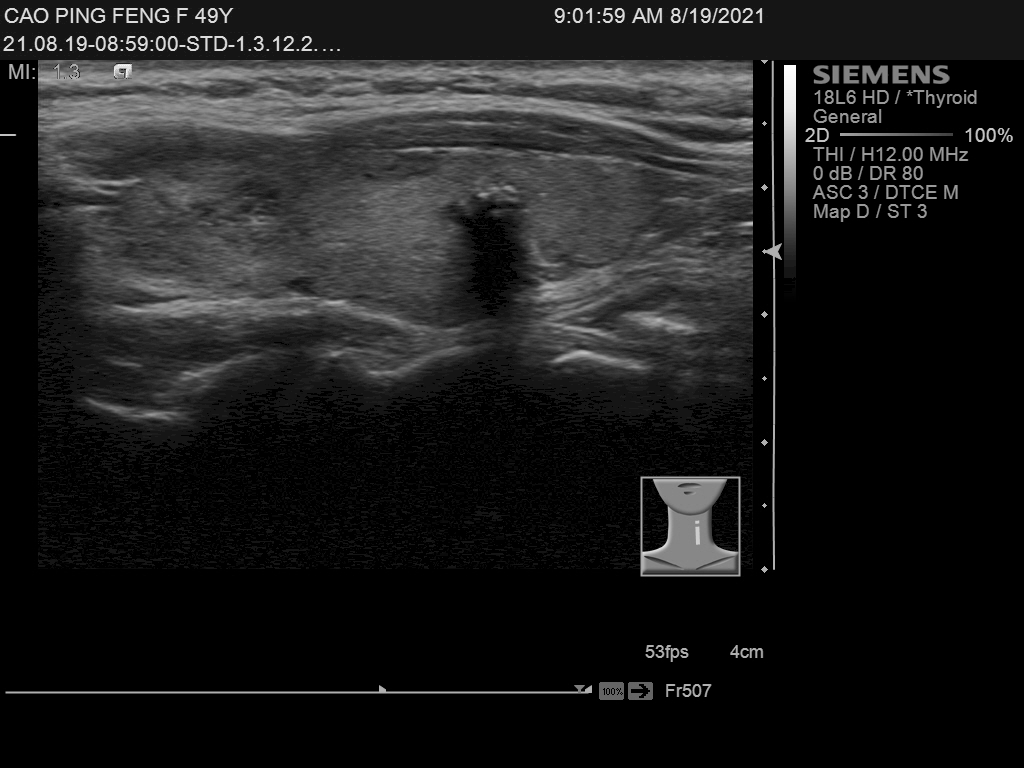 CAO PING FENG F 49Y
9:01:59 AM 8/19/2021
21.08.19-08:59:00-STD-1.3.12.2....
MI: 1.3
SIEMENS
18L6 HD / *Thyroid
General
2D 100%
THI / H12.00 MHz
0 dB / DR 80
ASC 3 / DTCE M
Map D / ST 3
53fps 4cm
100% Fr507